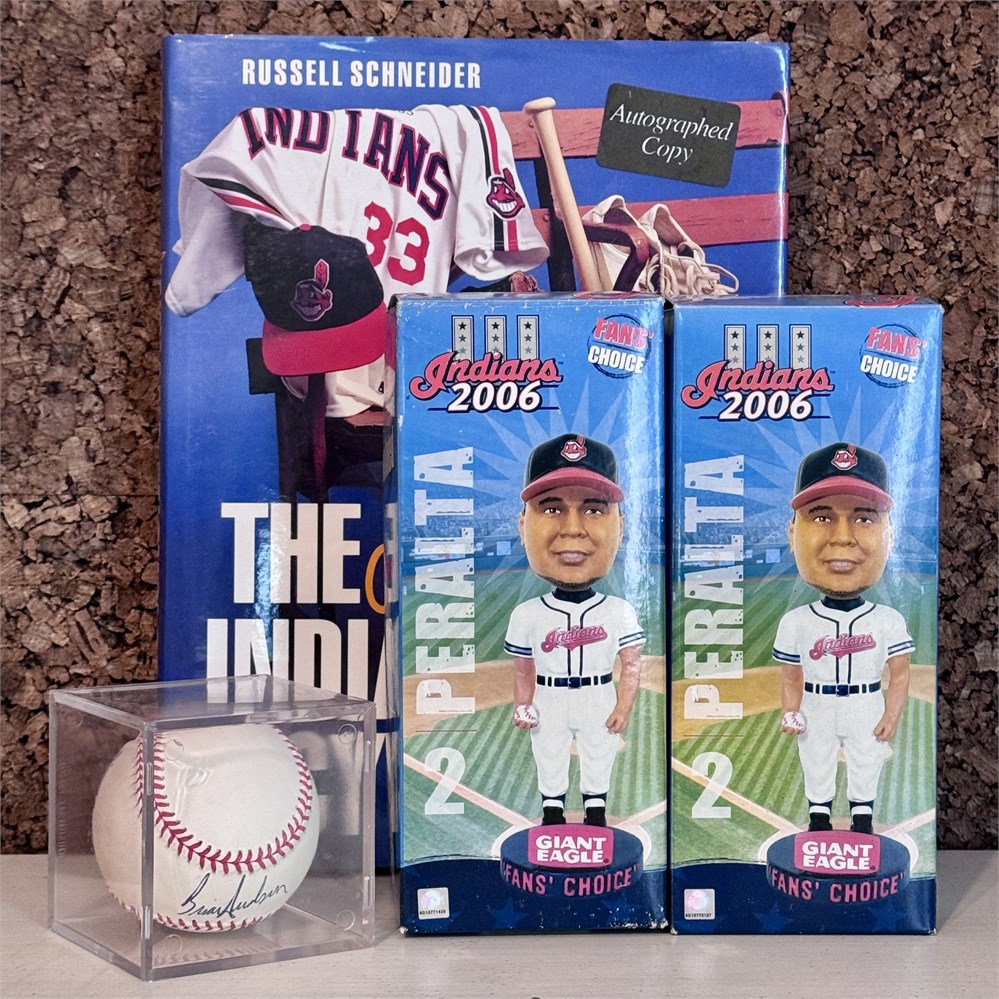 RUSSELL SCHNEIDER
Autographed
Copy
INDIANS
33
THE
INDIA
Indians
2006
FANS'
CHOICE
PERALTA
2
Indians
GIANT
EAGLE
"FANS' CHOICE"
Indians
2006
FANS'
CHOICE
PERALTA
2
Indians
GIANT
EAGLE
"FANS' CHOICE"